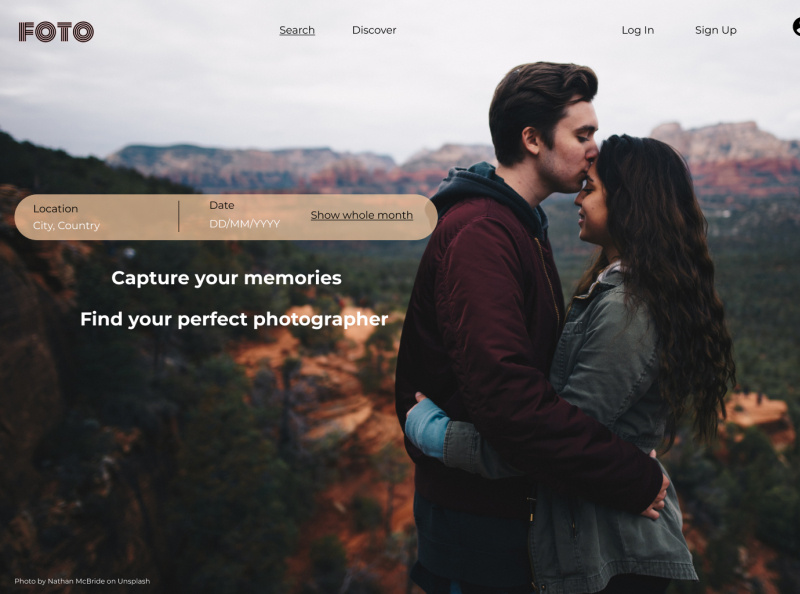 FOTO
Search Discover Log In Sign Up
Location
City, Country
Date
DD/MM/YYYY
Show whole month
Capture your memories
Find your perfect photographer
Photo by Nathan McBride on Unsplash